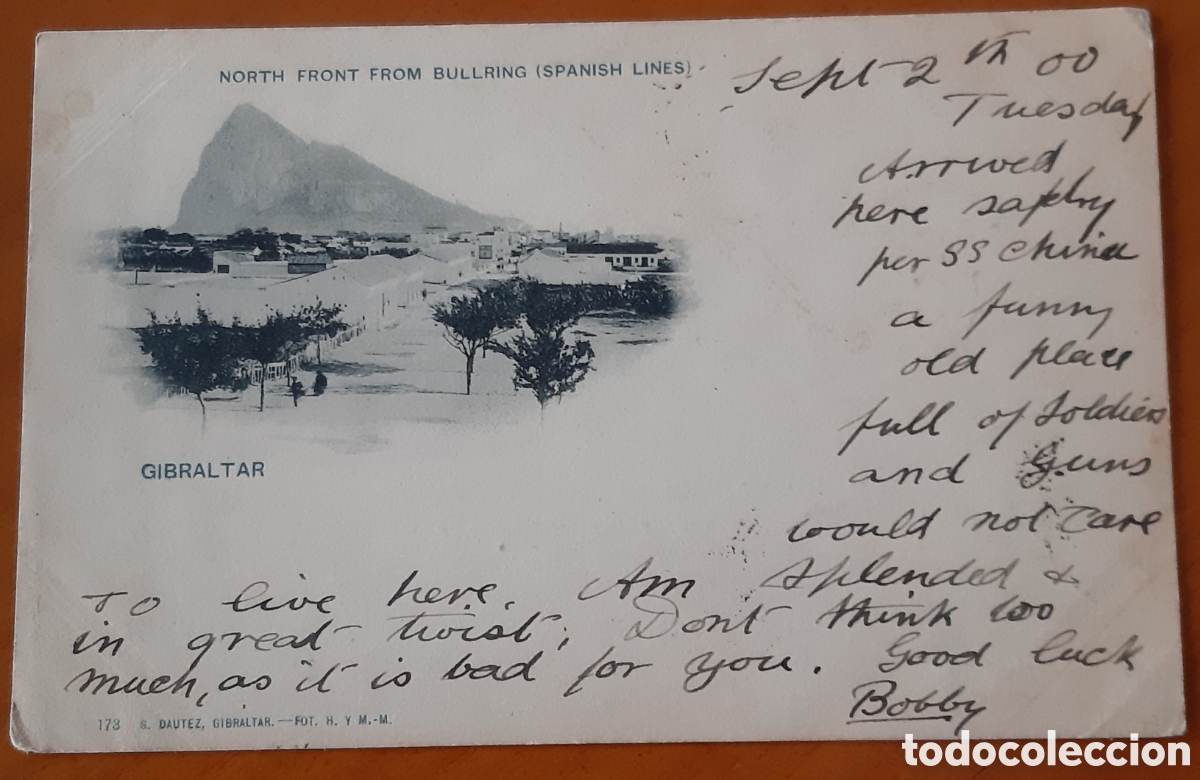 NORTH FRONT FROM BULLRING (SPANISH LINES)
Sept 2th 00
Tuesday
Arrived
here safely
per SS China
a funny
old place
full of Soldiers
and Guns
would not care
to live here. Am splended &
in great twist, Dont think too
much, as it is bad for you. Good luck
Bobby
GIBRALTAR
173 S. DAUTEZ, GIBRALTAR.—FOT. H. Y M.-M.
todocoleccion